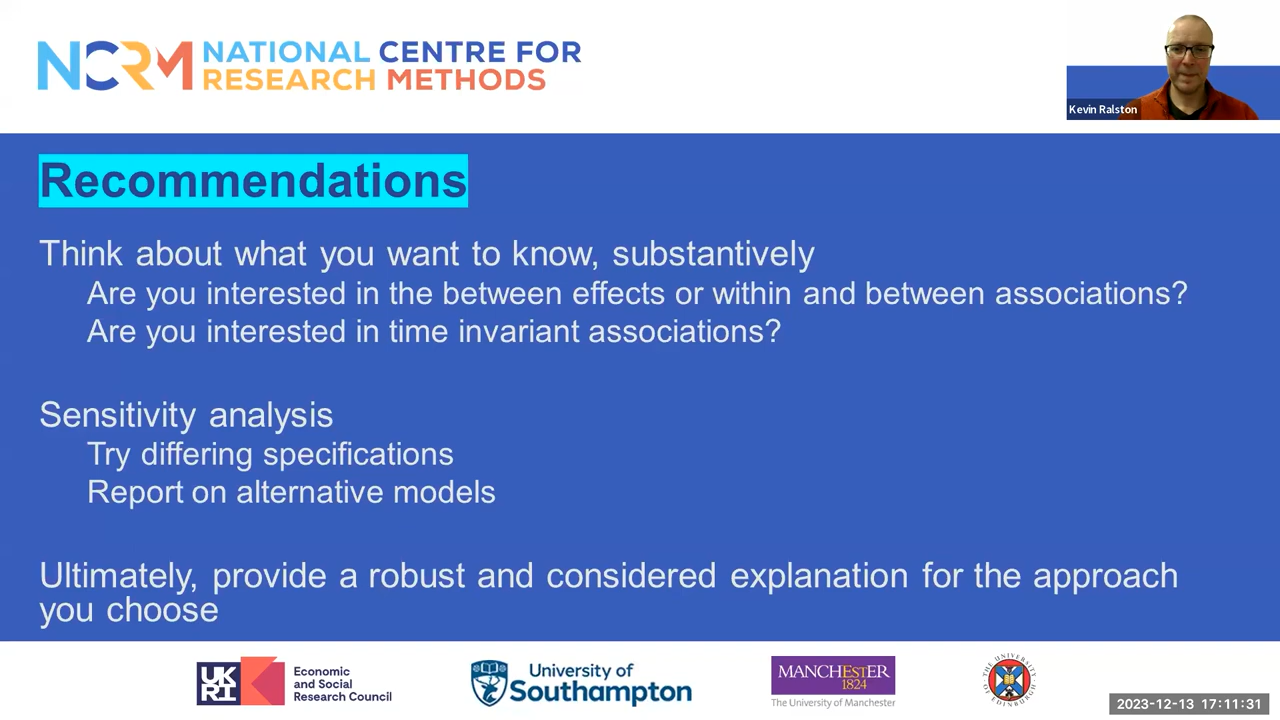 NCRM NATIONAL CENTRE FOR
RESEARCH METHODS
Kevin Ralston
Recommendations
Think about what you want to know, substantively
Are you interested in the between effects or within and between associations?
Are you interested in time invariant associations?
Sensitivity analysis
Try differing specifications
Report on alternative models
Ultimately, provide a robust and considered explanation for the approach
you choose
UK
RI
Economic
and Social
Research Council
University of
Southampton
MANCHESTER
1824
The University of Manchester
THE UNIVERSITY OF EDINBURGH
2023-12-13 17:11:31